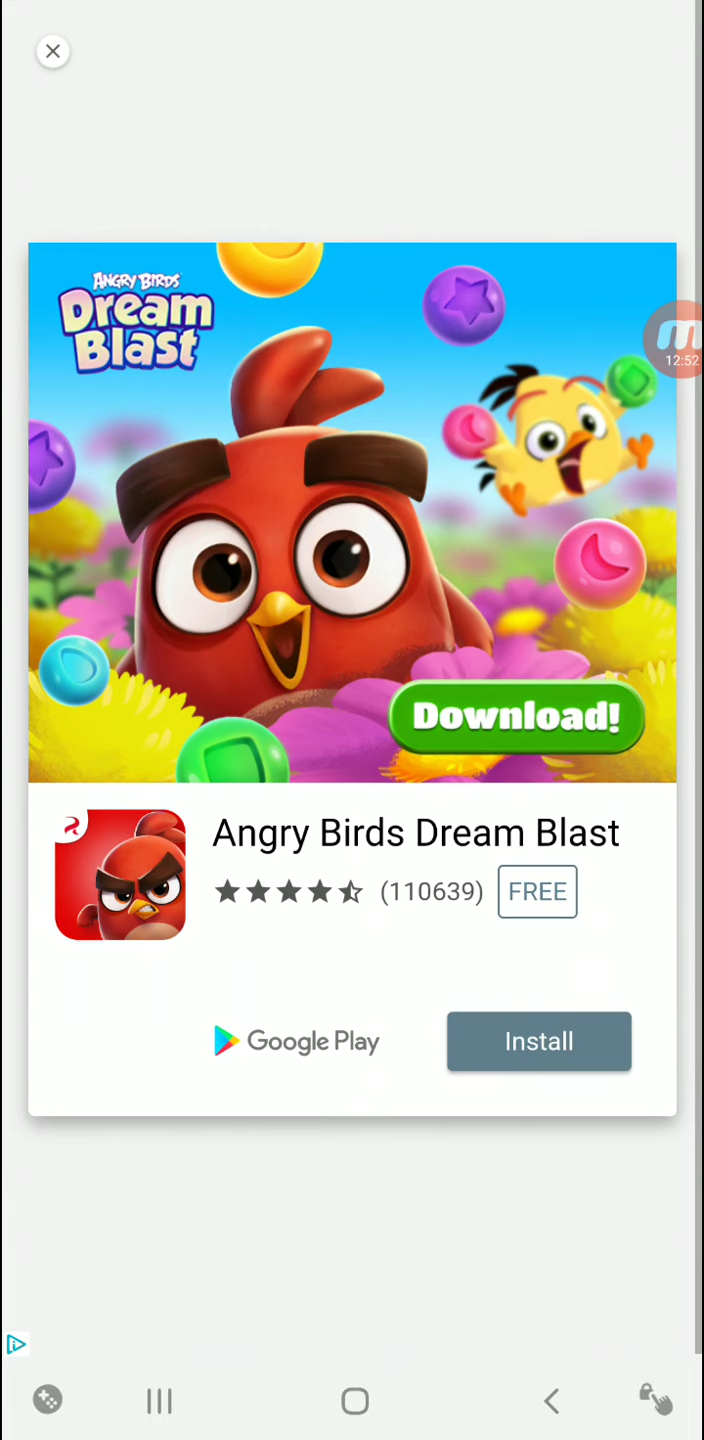 ANGRY BIRDS
Dream
Blast
12:52
Download!
Angry Birds Dream Blast
(110639) FREE
Google Play
Install